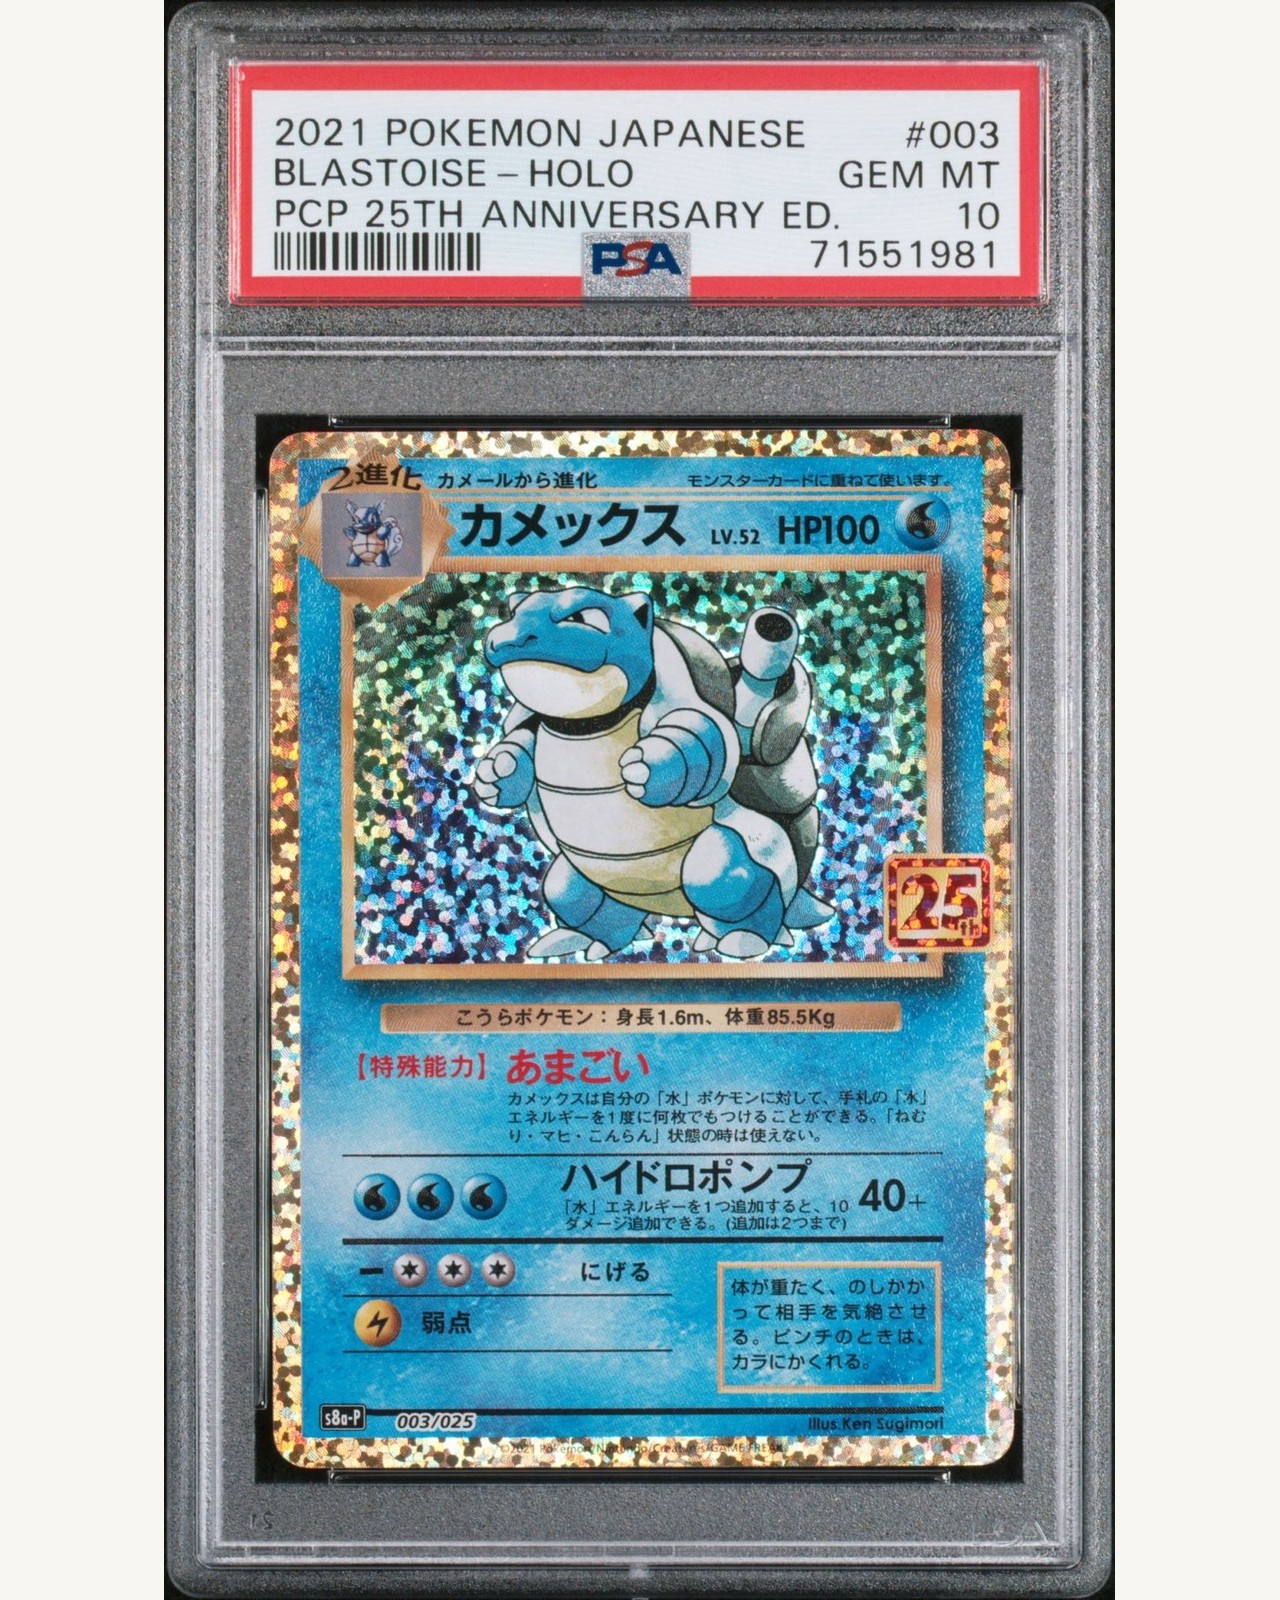 2021 POKEMON JAPANESE #003
BLASTOISE-HOLO GEM MT
PCP 25TH ANNIVERSARY ED. 10
PSA 71551981
2進化 カメールから進化 モンスターカードに重ねて使います。
カメックス LV.52 HP100
25th
こうらポケモン：身長1.6m、体重85.5Kg
【特殊能力】あまごい
カメックスは自分の「水」ポケモンに対して、手札の「水」
エネルギーを1度に何枚でもつけることができる。「ねむ
り・マヒ・こんらん」状態の時は使えない。
ハイドロポンプ 40+
「水」エネルギーを1つ追加すると、10
ダメージ追加できる。(追加は2つまで)
ー にげる
弱点
体が重たく、のしかか
って相手を気絶させ
る。ピンチのときは、
カラにかくれる。
s8a-P 003/025 Illus.Ken Sugimori
©2021 Pokémon/Nintendo/Creatures/GAME FREAK.